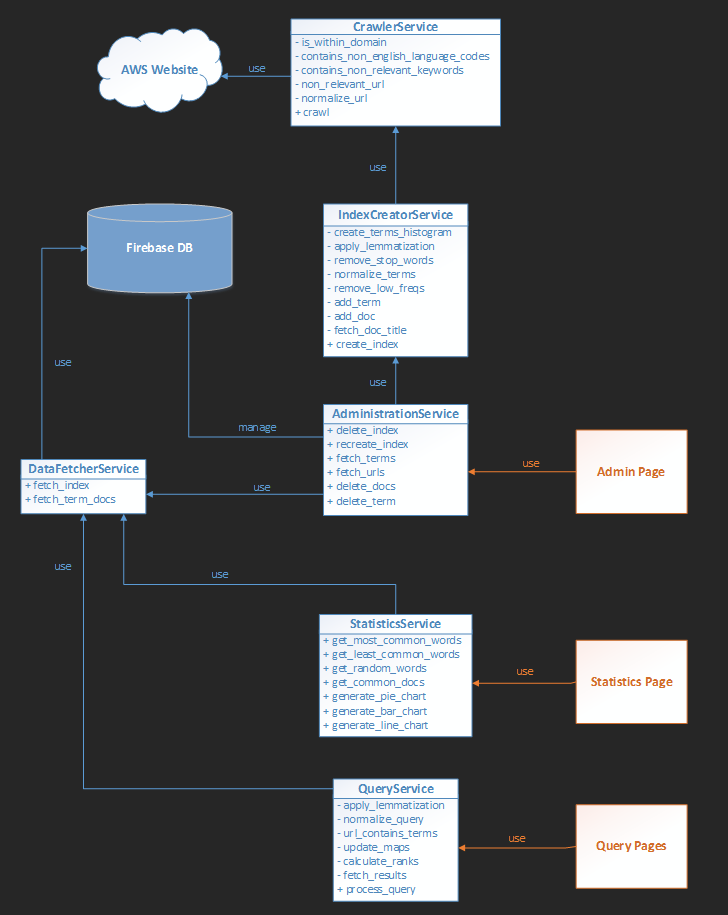 CrawlerService
- is_within_domain
- contains_non_english_language_codes
- contains_non_relevant_keywords
- non_relevant_url
- normalize_url
+ crawl
AWS Website
use
use
IndexCreatorService
- create_terms_histogram
- apply_lemmatization
- remove_stop_words
- normalize_terms
- remove_low_freqs
- add_term
- add_doc
- fetch_doc_title
+ create_index
Firebase DB
use
use
manage
AdministrationService
+ delete_index
+ recreate_index
+ fetch_terms
+ fetch_urls
+ delete_docs
+ delete_term
use
Admin Page
DataFetcherService
+ fetch_index
+ fetch_term_docs
use
use
use
StatisticsService
+ get_most_common_words
+ get_least_common_words
+ get_random_words
+ get_common_docs
+ generate_pie_chart
+ generate_bar_chart
+ generate_line_chart
use
Statistics Page
QueryService
- apply_lemmatization
- normalize_query
- url_contains_terms
- update_maps
- calculate_ranks
- fetch_results
+ process_query
use
Query Pages